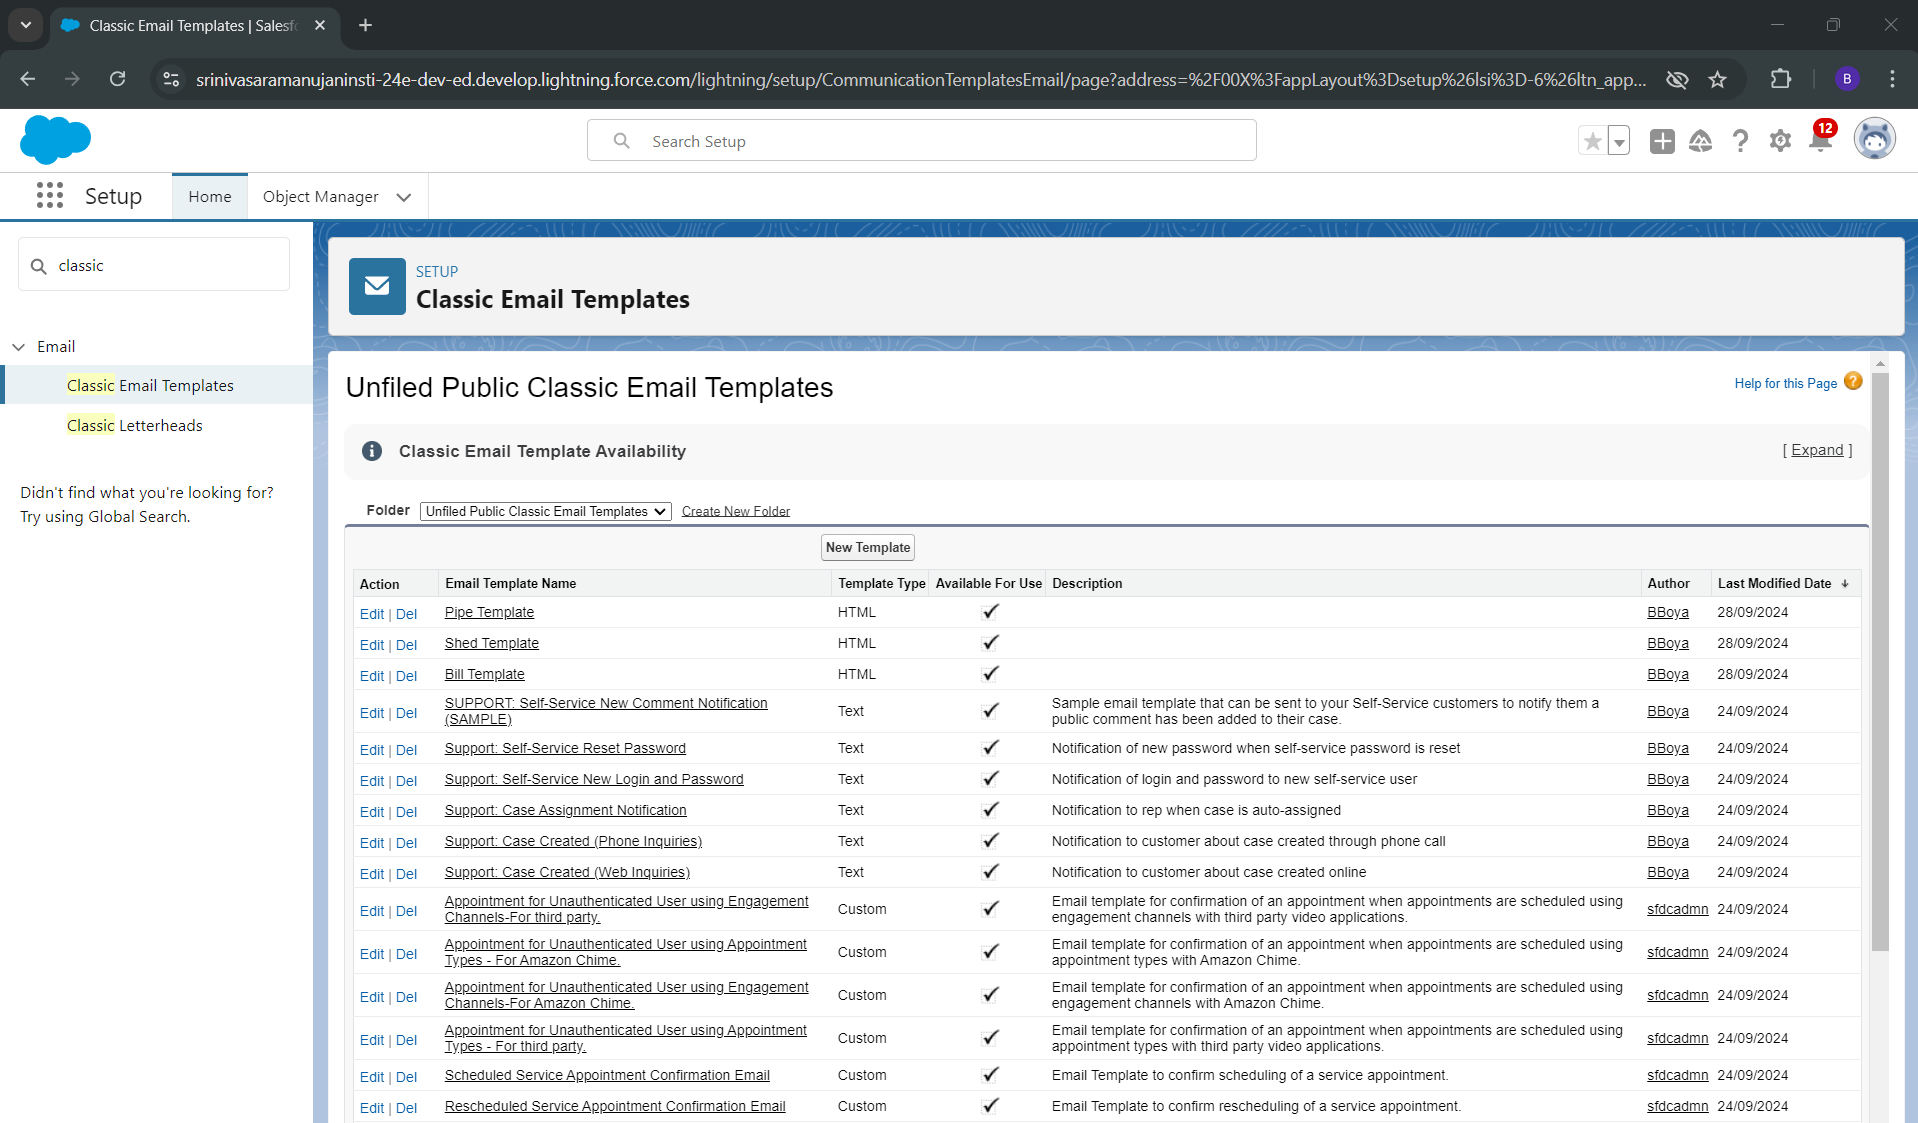 Classic Email Templates | Salesfo
srinivasaramanujaninsti-24e-dev-ed.develop.lightning.force.com/lightning/setup/CommunicationTemplatesEmail/page?address=%2F00X%3FappLayout%3Dsetup%26lsi%3D-6%26ltn_app...
B
Search Setup
12
Setup
Home
Object Manager
classic
Email
Classic Email Templates
Classic Letterheads
Didn't find what you're looking for?
Try using Global Search.
SETUP
Classic Email Templates
Unfiled Public Classic Email Templates
Help for this Page ?
Classic Email Template Availability
[ Expand ]
Folder Unfiled Public Classic Email Templates Create New Folder
New Template
Action Email Template Name Template Type Available For Use Description Author Last Modified Date
Edit | Del Pipe Template HTML BBoya 28/09/2024
Edit | Del Shed Template HTML BBoya 28/09/2024
Edit | Del Bill Template HTML BBoya 28/09/2024
Edit | Del SUPPORT: Self-Service New Comment Notification (SAMPLE) Text Sample email template that can be sent to your Self-Service customers to notify them a public comment has been added to their case. BBoya 24/09/2024
Edit | Del Support: Self-Service Reset Password Text Notification of new password when self-service password is reset BBoya 24/09/2024
Edit | Del Support: Self-Service New Login and Password Text Notification of login and password to new self-service user BBoya 24/09/2024
Edit | Del Support: Case Assignment Notification Text Notification to rep when case is auto-assigned BBoya 24/09/2024
Edit | Del Support: Case Created (Phone Inquiries) Text Notification to customer about case created through phone call BBoya 24/09/2024
Edit | Del Support: Case Created (Web Inquiries) Text Notification to customer about case created online BBoya 24/09/2024
Edit | Del Appointment for Unauthenticated User using Engagement Channels-For third party. Custom Email template for confirmation of an appointment when appointments are scheduled using engagement channels with third party video applications. sfdcadmn 24/09/2024
Edit | Del Appointment for Unauthenticated User using Appointment Types - For Amazon Chime. Custom Email template for confirmation of an appointment when appointments are scheduled using appointment types with Amazon Chime. sfdcadmn 24/09/2024
Edit | Del Appointment for Unauthenticated User using Engagement Channels-For Amazon Chime. Custom Email template for confirmation of an appointment when appointments are scheduled using engagement channels with Amazon Chime. sfdcadmn 24/09/2024
Edit | Del Appointment for Unauthenticated User using Appointment Types - For third party. Custom Email template for confirmation of an appointment when appointments are scheduled using appointment types with third party video applications. sfdcadmn 24/09/2024
Edit | Del Scheduled Service Appointment Confirmation Email Custom Email Template to confirm scheduling of a service appointment. sfdcadmn 24/09/2024
Edit | Del Rescheduled Service Appointment Confirmation Email Custom Email Template to confirm rescheduling of a service appointment. sfdcadmn 24/09/2024